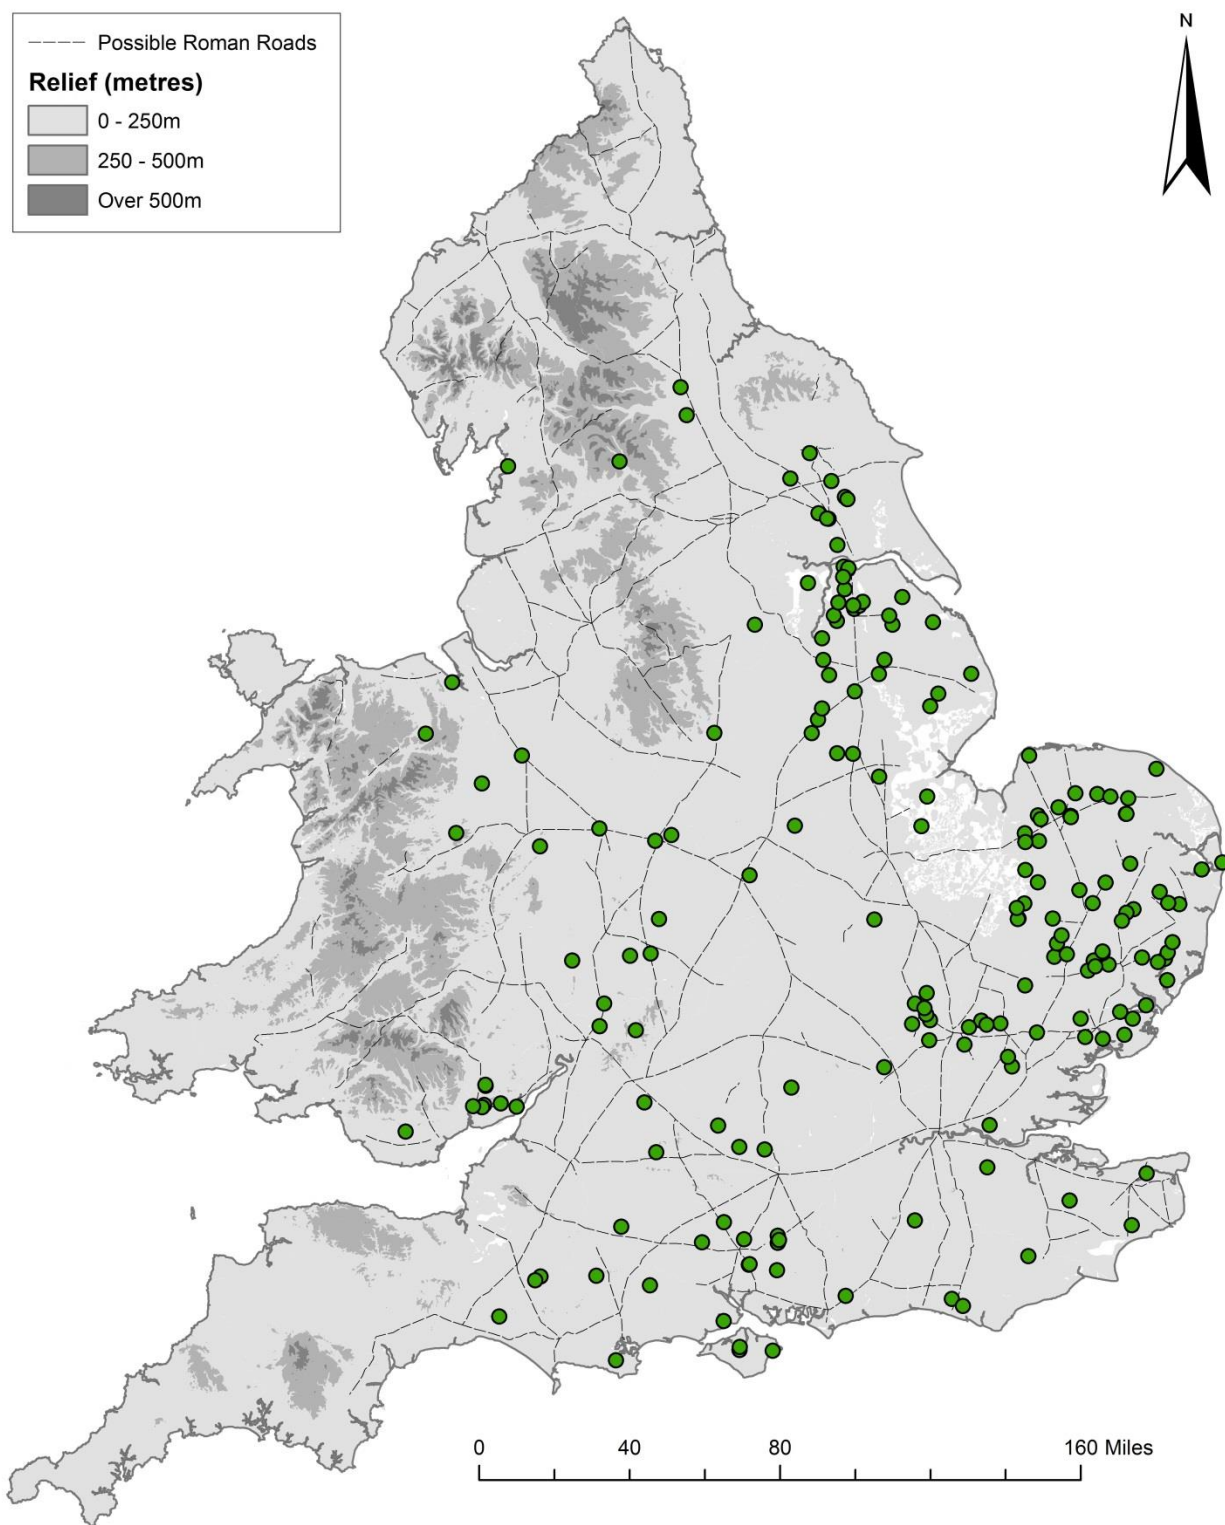 Possible Roman Roads
Relief (metres)
0 - 250m
250 - 500m
Over 500m
N
0 40 80 160 Miles